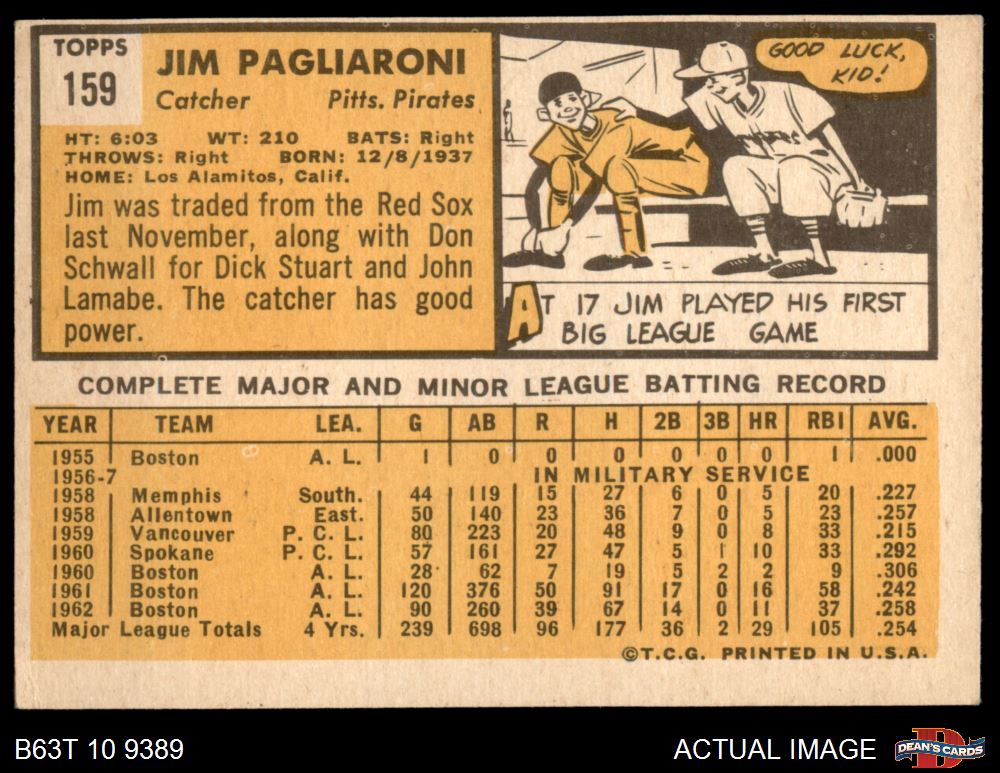 TOPPS
159
JIM PAGLIARONI
Catcher Pitts. Pirates
HT: 6:03 WT: 210 BATS: Right
THROWS: Right BORN: 12/8/1937
HOME: Los Alamitos, Calif.
Jim was traded from the Red Sox
last November, along with Don
Schwall for Dick Stuart and John
Lamabe. The catcher has good
power.
GOOD LUCK,
KID!
AT 17 JIM PLAYED HIS FIRST
BIG LEAGUE GAME
COMPLETE MAJOR AND MINOR LEAGUE BATTING RECORD
YEAR TEAM LEA. G AB R H 2B 3B HR RBI AVG.
1955 Boston A. L. 1 0 0 0 0 0 0 1 .000
1956-7 IN MILITARY SERVICE
1958 Memphis South. 44 119 15 27 6 0 5 20 .227
1958 Allentown East. 50 140 23 36 7 0 5 23 .257
1959 Vancouver P. C. L. 80 223 20 48 9 0 8 33 .215
1960 Spokane P. C. L. 57 161 27 47 5 1 10 33 .292
1960 Boston A. L. 28 62 7 19 5 2 2 9 .306
1961 Boston A. L. 120 376 50 91 17 0 16 58 .242
1962 Boston A. L. 90 260 39 67 14 0 11 37 .258
Major League Totals 4 Yrs. 239 698 96 177 36 2 29 105 .254
©T.C.G. PRINTED IN U.S.A.
B63T 10 9389
ACTUAL IMAGE
DEAN'S CARDS